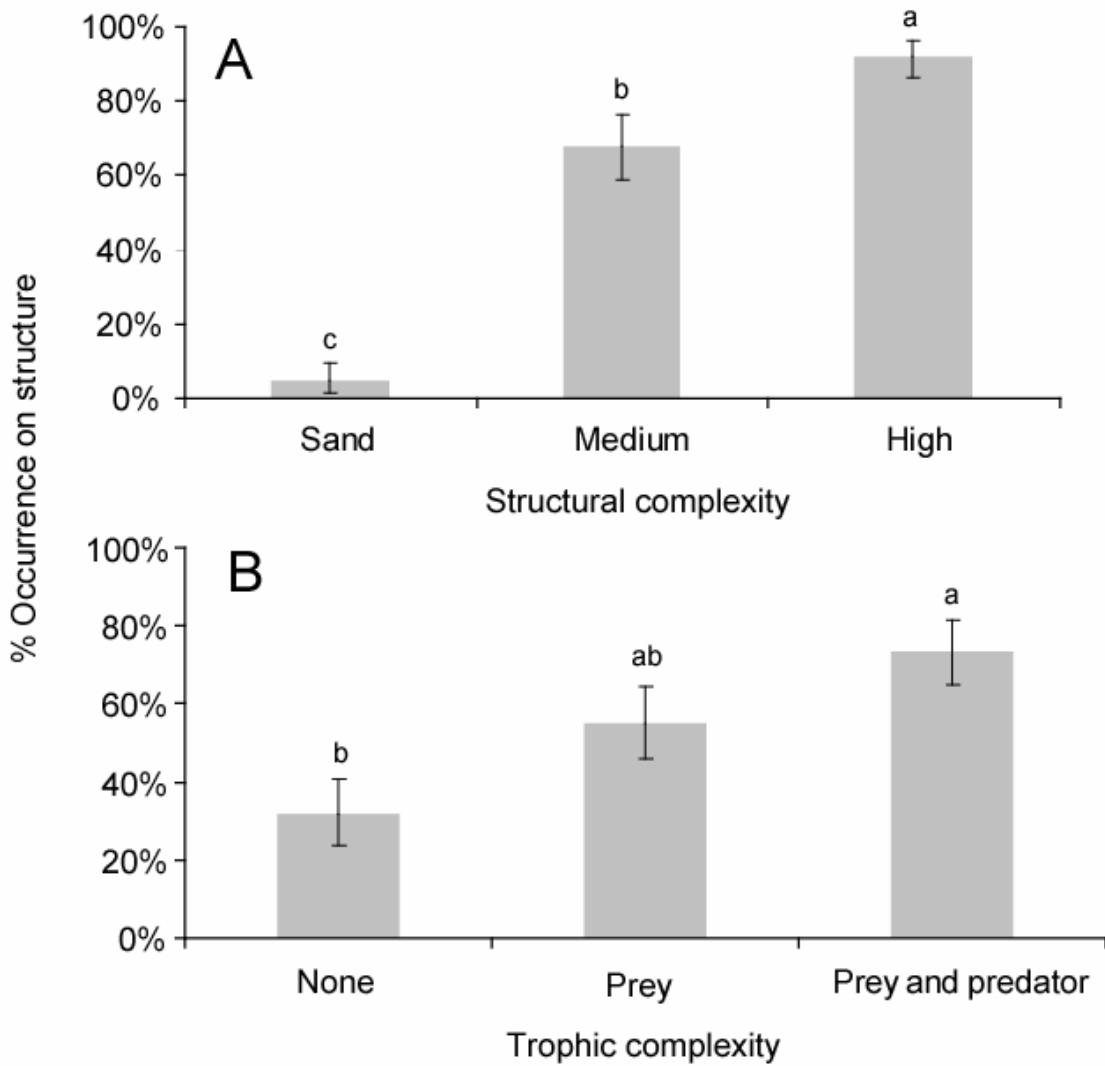 % Occurrence on structure
A
100%
80%
60%
40%
20%
0%
c
b
a
Sand Medium High
Structural complexity
B
100%
80%
60%
40%
20%
0%
b
ab
a
None Prey Prey and predator
Trophic complexity